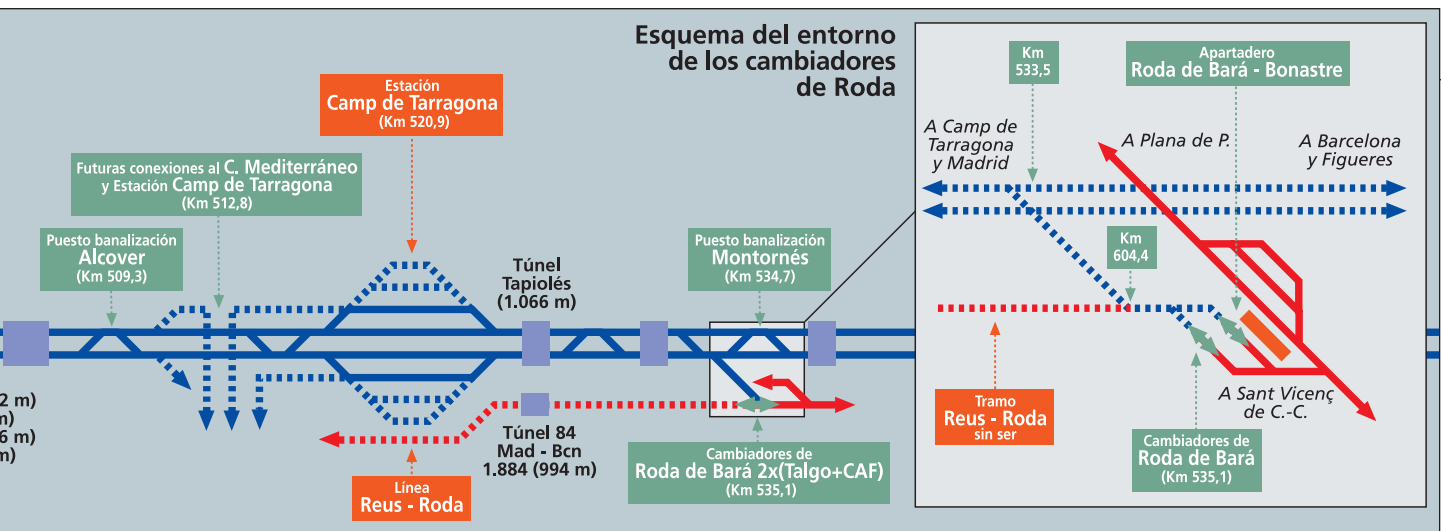 Esquema del entorno
de los cambiadores
de Roda
Estación
Camp de Tarragona
(Km 520,9)
Futuras conexiones al C. Mediterráneo
y Estación Camp de Tarragona
(Km 512,8)
Puesto banalización
Alcover
(Km 509,3)
Túnel
Tapiolés
(1.066 m)
Puesto banalización
Montornés
(Km 534,7)
2 m)
m)
6 m)
m)
Túnel 84
Mad - Bcn
1.884 (994 m)
Línea
Reus - Roda
Cambiadores de
Roda de Bará 2x(Talgo+CAF)
(Km 535,1)
Km
533,5
Apartadero
Roda de Bará - Bonastre
A Camp de
Tarragona
y Madrid
A Plana de P.
A Barcelona
y Figueres
Km
604,4
Tramo
Reus - Roda
sin ser
A Sant Vicenç
de C.-C.
Cambiadores de
Roda de Bará
(Km 535,1)